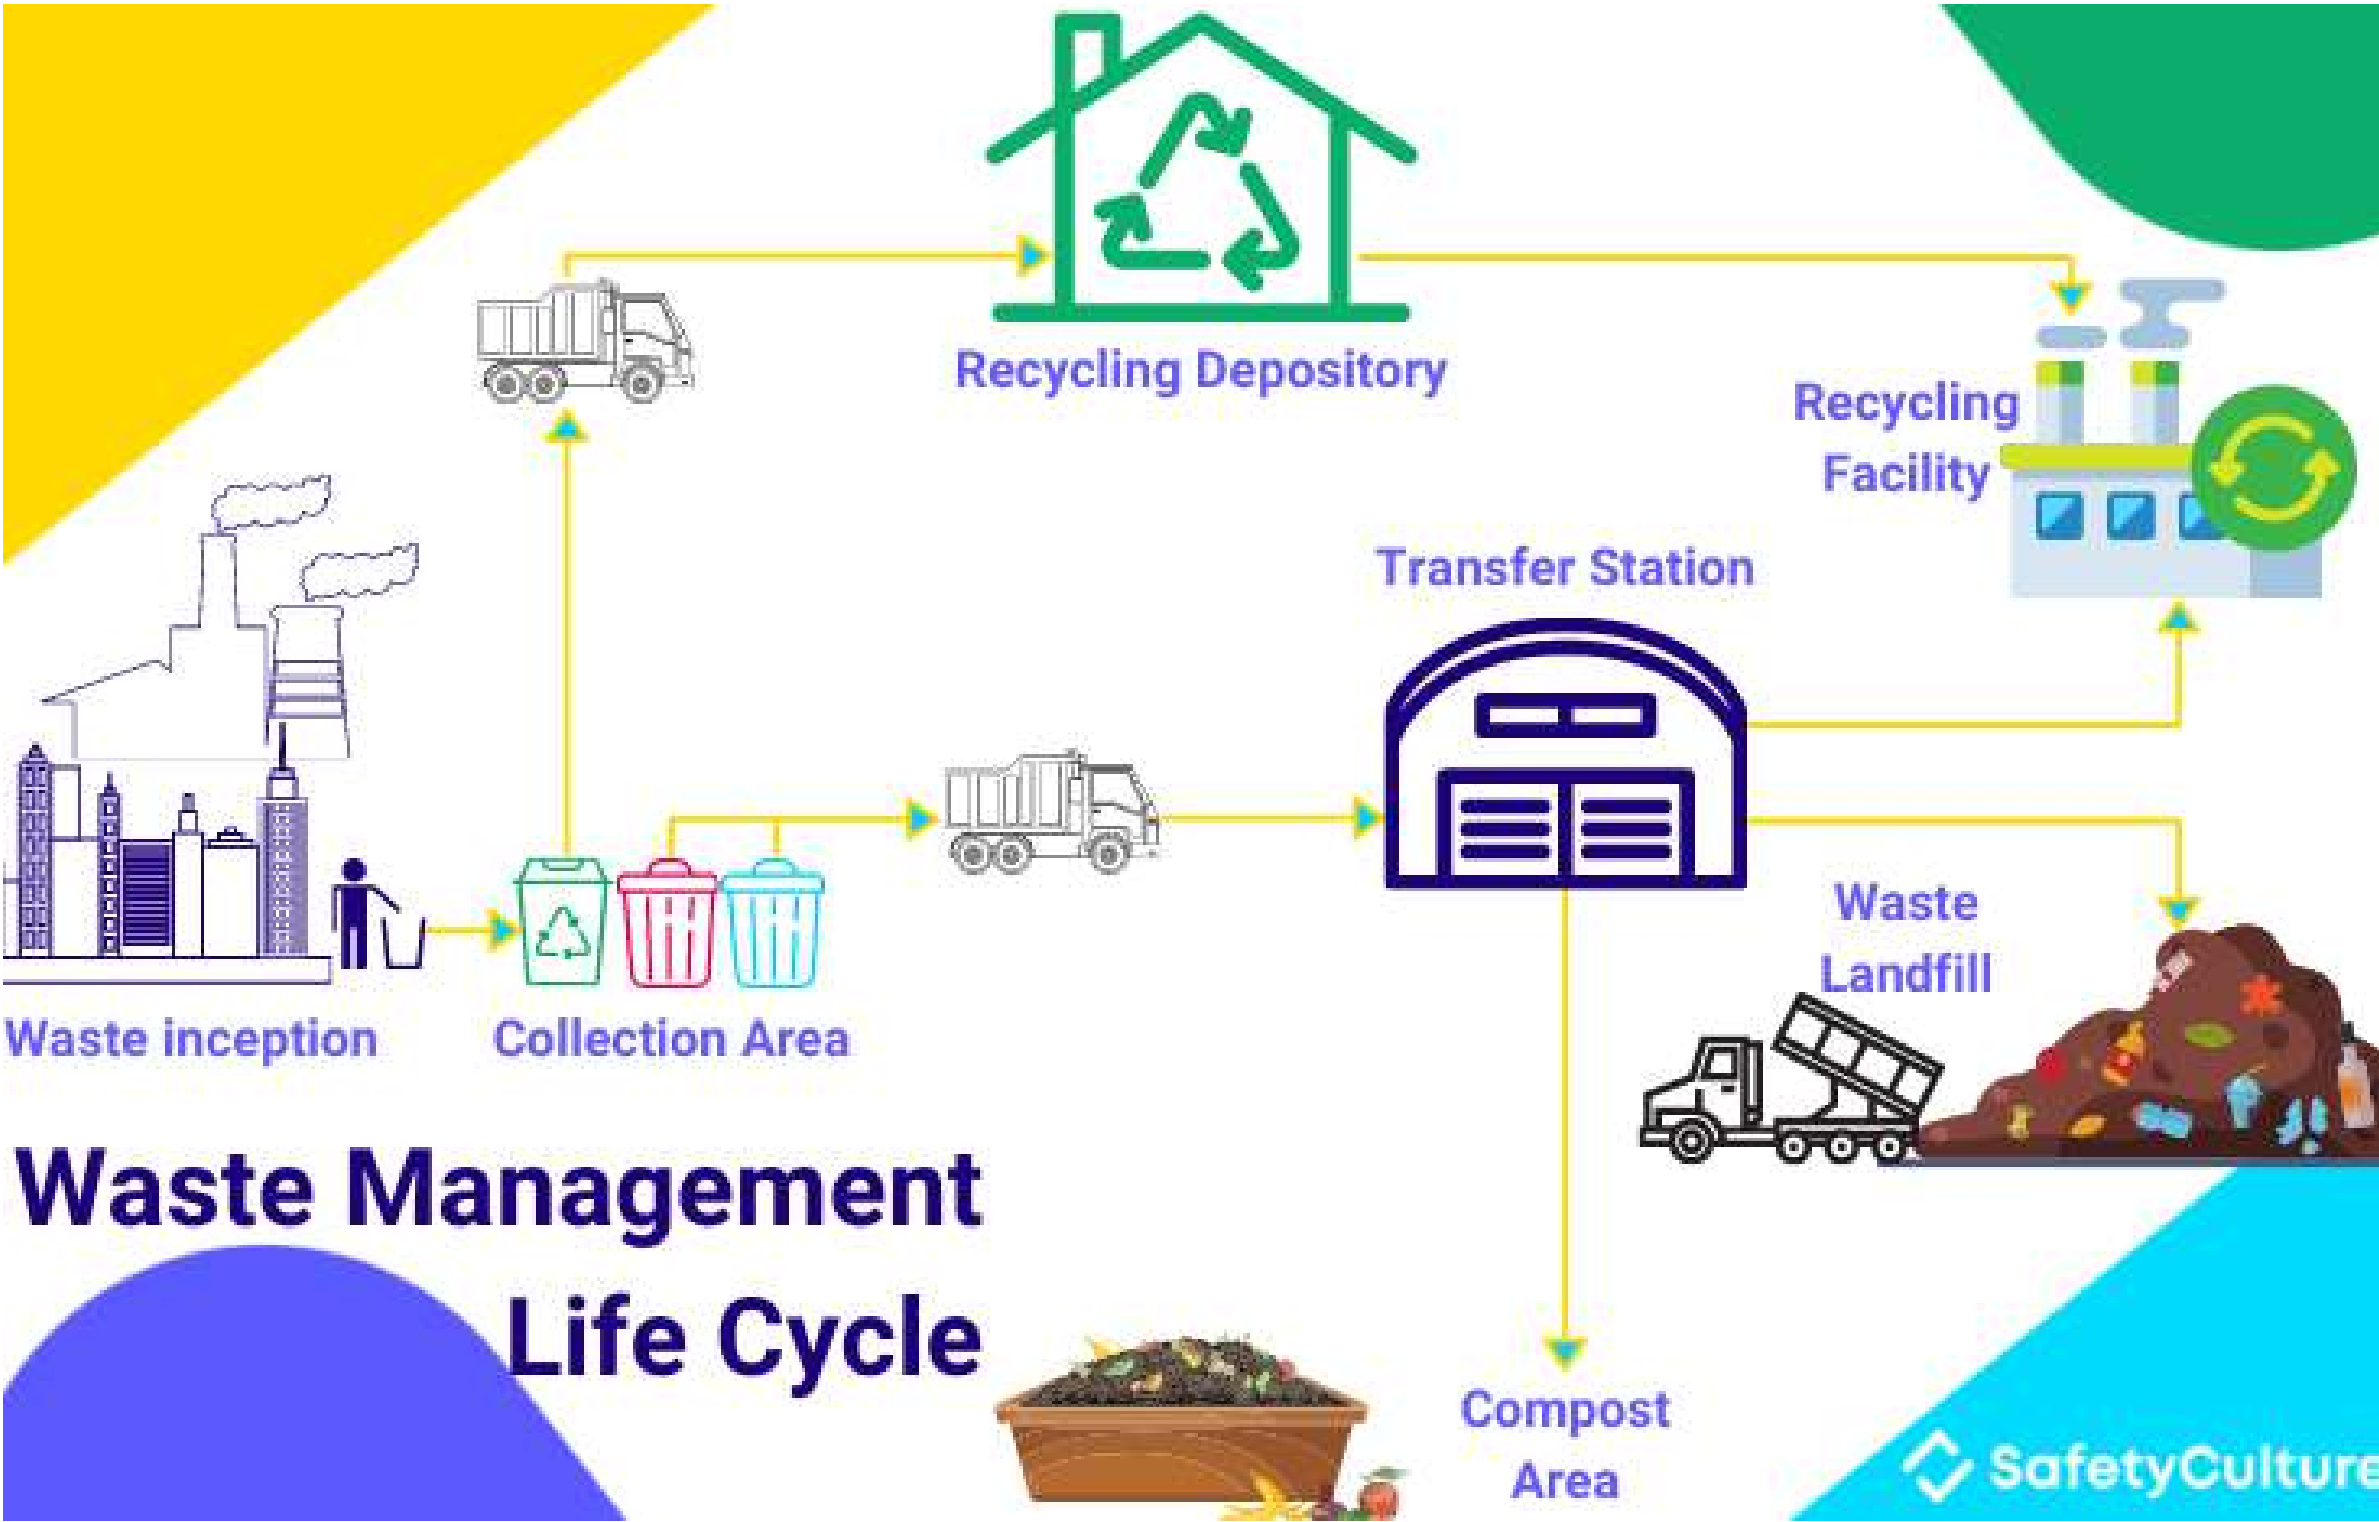 Recycling Depository
Recycling
Facility
Transfer Station
Waste
Landfill
Waste inception
Collection Area
Waste Management
Life Cycle
Compost
Area
SafetyCulture